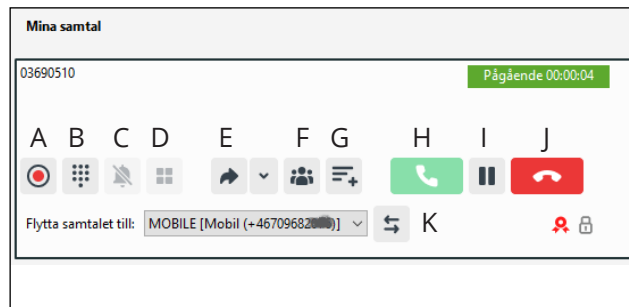 Mina samtal
03690510 Pågående 00:00:04
A B C D E F G H I J
Flytta samtalet till: MOBILE [Mobil (+46709682 )] K